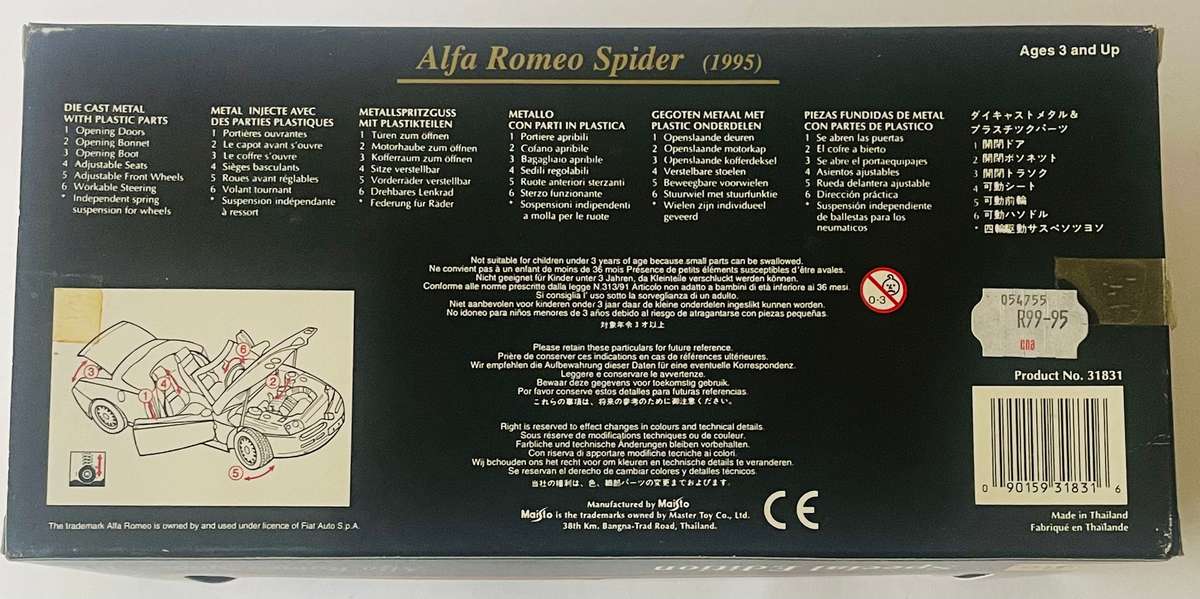 Alfa Romeo Spider (1995)
Ages 3 and Up
DIE CAST METAL
WITH PLASTIC PARTS
1 Opening Doors
2 Opening Bonnet
3 Opening Boot
4 Adjustable Seats
5 Adjustable Front Wheels
6 Workable Steering
* Independent spring
suspension for wheels
METAL INJECTE AVEC
DES PARTIES PLASTIQUES
1 Portières ouvrantes
2 Le capot avant s'ouvre
3 Le coffre s'ouvre
4 Sièges basculants
5 Roues avant réglables
6 Volant tournant
* Suspension indépendante
à ressort
METALLSPRITZGUSS
MIT PLASTIKTEILEN
1 Türen zum öffnen
2 Motorhaube zum öffnen
3 Kofferraum zum öffnen
4 Sitze verstellbar
5 Vorderräder verstellbar
6 Drehbares Lenkrad
* Federung für Räder
METALLO
CON PARTI IN PLASTICA
1 Portiere apribili
2 Cofano apribile
3 Bagagliaio apribile
4 Sedili regolabili
5 Ruote anteriori sterzanti
6 Sterzo funzionante
* Sospensioni indipendenti
a molla per le ruote
GEGOTEN METAAL MET
PLASTIC ONDERDELEN
1 Openslaande deuren
2 Openslaande motorkap
3 Openslaande kofferdeksel
4 Verstelbare stoelen
5 Beweegbare voorwielen
6 Stuurwiel met stuurfunktie
* Wielen zijn individueel
geveerd
PIEZAS FUNDIDAS DE METAL
CON PARTES DE PLASTICO
1 Se abren las puertas
2 El cofre a bierto
3 Se abre el portaequipajes
4 Asientos ajustables
5 Rueda delantera ajustable
6 Dirección práctica
* Suspensión independiente
de ballestas para los
neumaticos
ダイキャストメタル&
プラスチックパーツ
1 開閉ドア
2 開閉ボソネット
3 開閉トラソク
4 可動シート
5 可動前輪
6 可動ハソドル
* 四輪駆動サスペソツヨソ
Not suitable for children under 3 years of age because small parts can be swallowed.
Ne convient pas à un enfant de moins de 36 mois Présence de petits éléments susceptibles d'être avales.
Nicht geeignet für Kinder unter 3 Jahren, da Kleinteile verschluckt werden können.
Conforme alle norme prescritte dalla legge N.313/91 Articolo non adatto a bambini di età inferiore ai 36 mesi.
Si consiglia l' uso sotto la sorveglianza di un adulto.
Niet aanbevolen voor kinderen onder 3 jaar daar de kleine onderdelen ingeslikt kunnen worden.
No idoneo para niños menores de 3 años debido al riesgo de atragantarse con piezas pequeñas.
対象年令3才以上
0-3
054755
R99-95
cna
Please retain these particulars for future reference.
Prière de conserver ces indications en cas de références ultérieures.
Wir empfehlen die Aufbewahrung dieser Daten für eine eventuelle Korrespondenz.
Leggere e conservare le avvertenze.
Bewaar deze gegevens voor toekomstig gebruik.
Por favor conserve estos detalles para futuras referencias.
これらの事項は、将来の参考のために御注意ください。
Product No. 31831
Right is reserved to effect changes in colours and technical details.
Sous réserve de modifications techniques ou de couleur.
Farbliche und technische Änderungen bleiben vorbehalten.
Con riserva di apportare modifiche tecniche ai colori.
Wij bchouden ons het recht voor om kleuren en technische details te veranderen.
Se reservan el derecho de cambiar colores y detalles técnicos.
当社の権利は、色、細部パーツの変更までおよびます。
1
2
3
4
5
6
0 90159 31831 6
Manufactured by Maisto
Maisto is the trademarks owned by Master Toy Co., Ltd.
38th Km. Bangna-Trad Road, Thailand.
CE
Made in Thailand
Fabriqué en Thaïlande
The trademark Alfa Romeo is owned by and used under licence of Fiat Auto S.p.A.
Special Edition